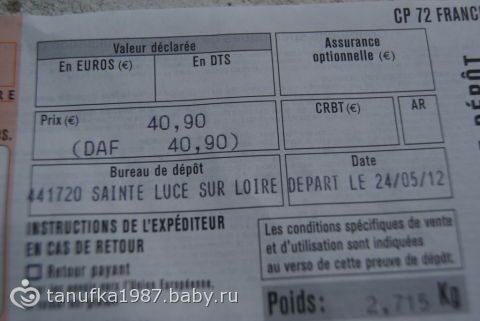 CP 72 FRANC
Valeur déclarée
Assurance
optionnelle (€)
En EUROS (€)
En DTS
Prix (€)
40,90
(DAF 40,90)
CRBT (€)
AR
DÉPÔT
Bureau de dépôt
Date
441720 SAINTE LUCE SUR LOIRE
DEPART LE 24/05/12
INSTRUCTIONS DE L'EXPÉDITEUR
EN CAS DE RETOUR
Retour payant
Les conditions spécifiques de vente
et d'utilisation sont indiquées
au verso de cette preuve de dépôt.
Poids: 2,715 Kg
tanufka1987.baby.ru